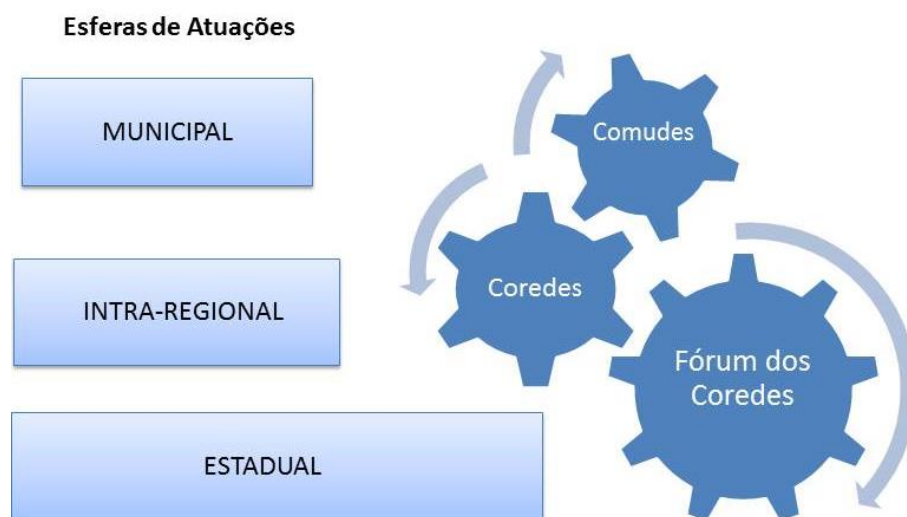 Esferas de Atuações
MUNICIPAL
INTRA-REGIONAL
ESTADUAL
Comudes
Coredes
Fórum dos
Coredes